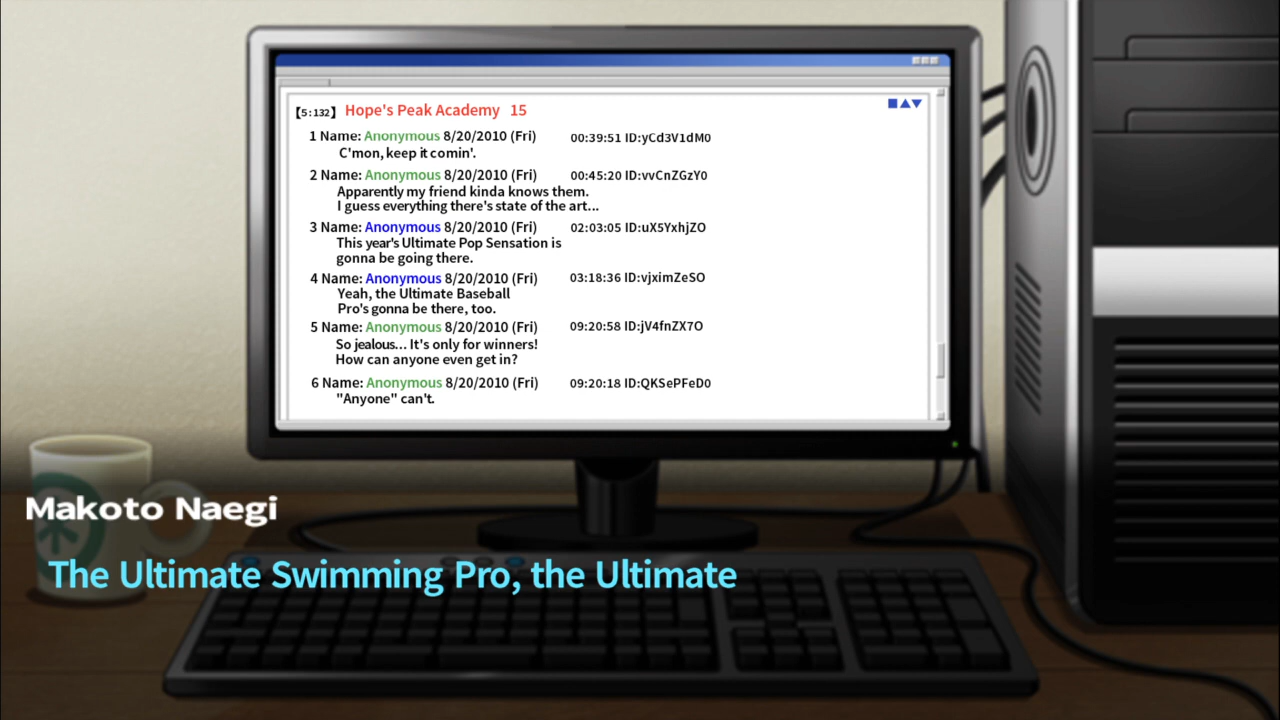 【5:132】 Hope's Peak Academy 15
1 Name: Anonymous 8/20/2010 (Fri) 00:39:51 ID:yCd3V1dM0
C'mon, keep it comin'.
2 Name: Anonymous 8/20/2010 (Fri) 00:45:20 ID:vvCnZGzY0
Apparently my friend kinda knows them.
I guess everything there's state of the art...
3 Name: Anonymous 8/20/2010 (Fri) 02:03:05 ID:uX5YxhjZO
This year's Ultimate Pop Sensation is
gonna be going there.
4 Name: Anonymous 8/20/2010 (Fri) 03:18:36 ID:vjximZeSO
Yeah, the Ultimate Baseball
Pro's gonna be there, too.
5 Name: Anonymous 8/20/2010 (Fri) 09:20:58 ID:jV4fnZX7O
So jealous... It's only for winners!
How can anyone even get in?
6 Name: Anonymous 8/20/2010 (Fri) 09:20:18 ID:QKSePFeD0
"Anyone" can't.
Makoto Naegi
The Ultimate Swimming Pro, the Ultimate